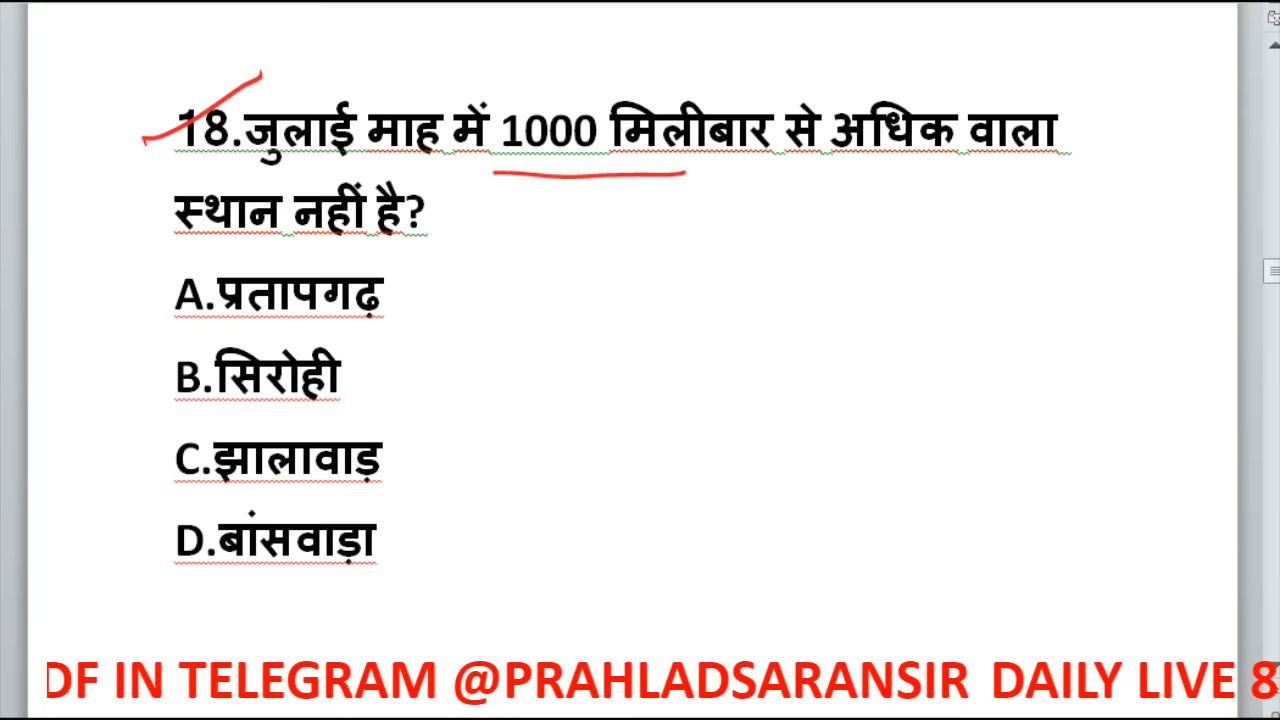 18.जुलाई माह में 1000 मिलीबार से अधिक वाला
स्थान नहीं है?
A.प्रतापगढ़
B.सिरोही
C.झालावाड़
D.बांसवाड़ा
DF IN TELEGRAM @PRAHLADSARANSIR DAILY LIVE 8